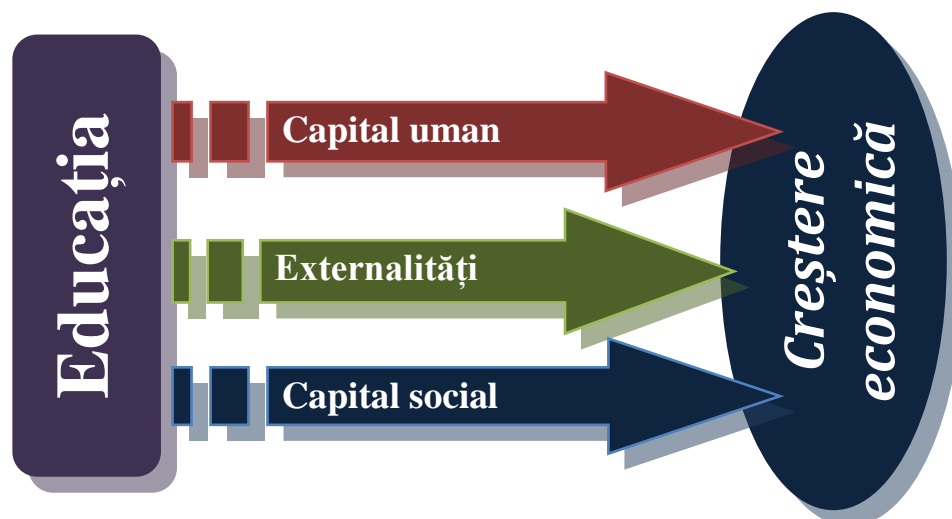 Educația
Capital uman
Externalități
Capital social
Creștere
economică